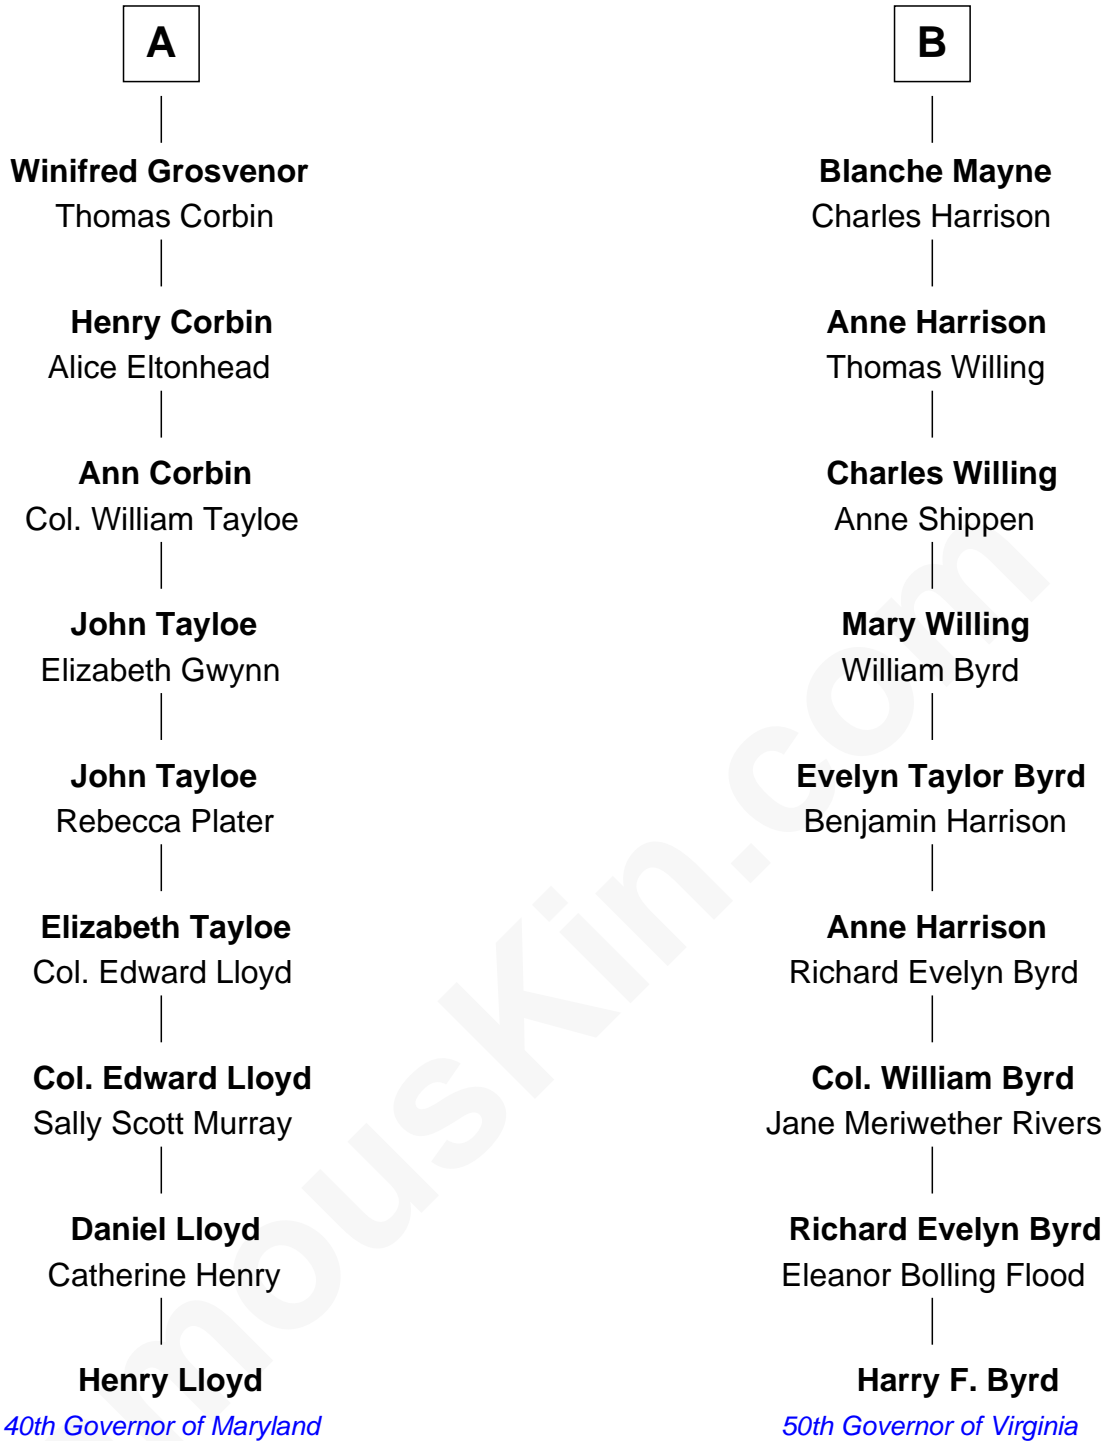 A
Winifred Grosvenor
Thomas Corbin
Henry Corbin
Alice Eltonhead
Ann Corbin
Col. William Tayloe
John Tayloe
Elizabeth Gwynn
John Tayloe
Rebecca Plater
Elizabeth Tayloe
Col. Edward Lloyd
Col. Edward Lloyd
Sally Scott Murray
Daniel Lloyd
Catherine Henry
Henry Lloyd
40th Governor of Maryland
B
Blanche Mayne
Charles Harrison
Anne Harrison
Thomas Willing
Charles Willing
Anne Shippen
Mary Willing
William Byrd
Evelyn Taylor Byrd
Benjamin Harrison
Anne Harrison
Richard Evelyn Byrd
Col. William Byrd
Jane Meriwether Rivers
Richard Evelyn Byrd
Eleanor Bolling Flood
Harry F. Byrd
50th Governor of Virginia
mousKin.com